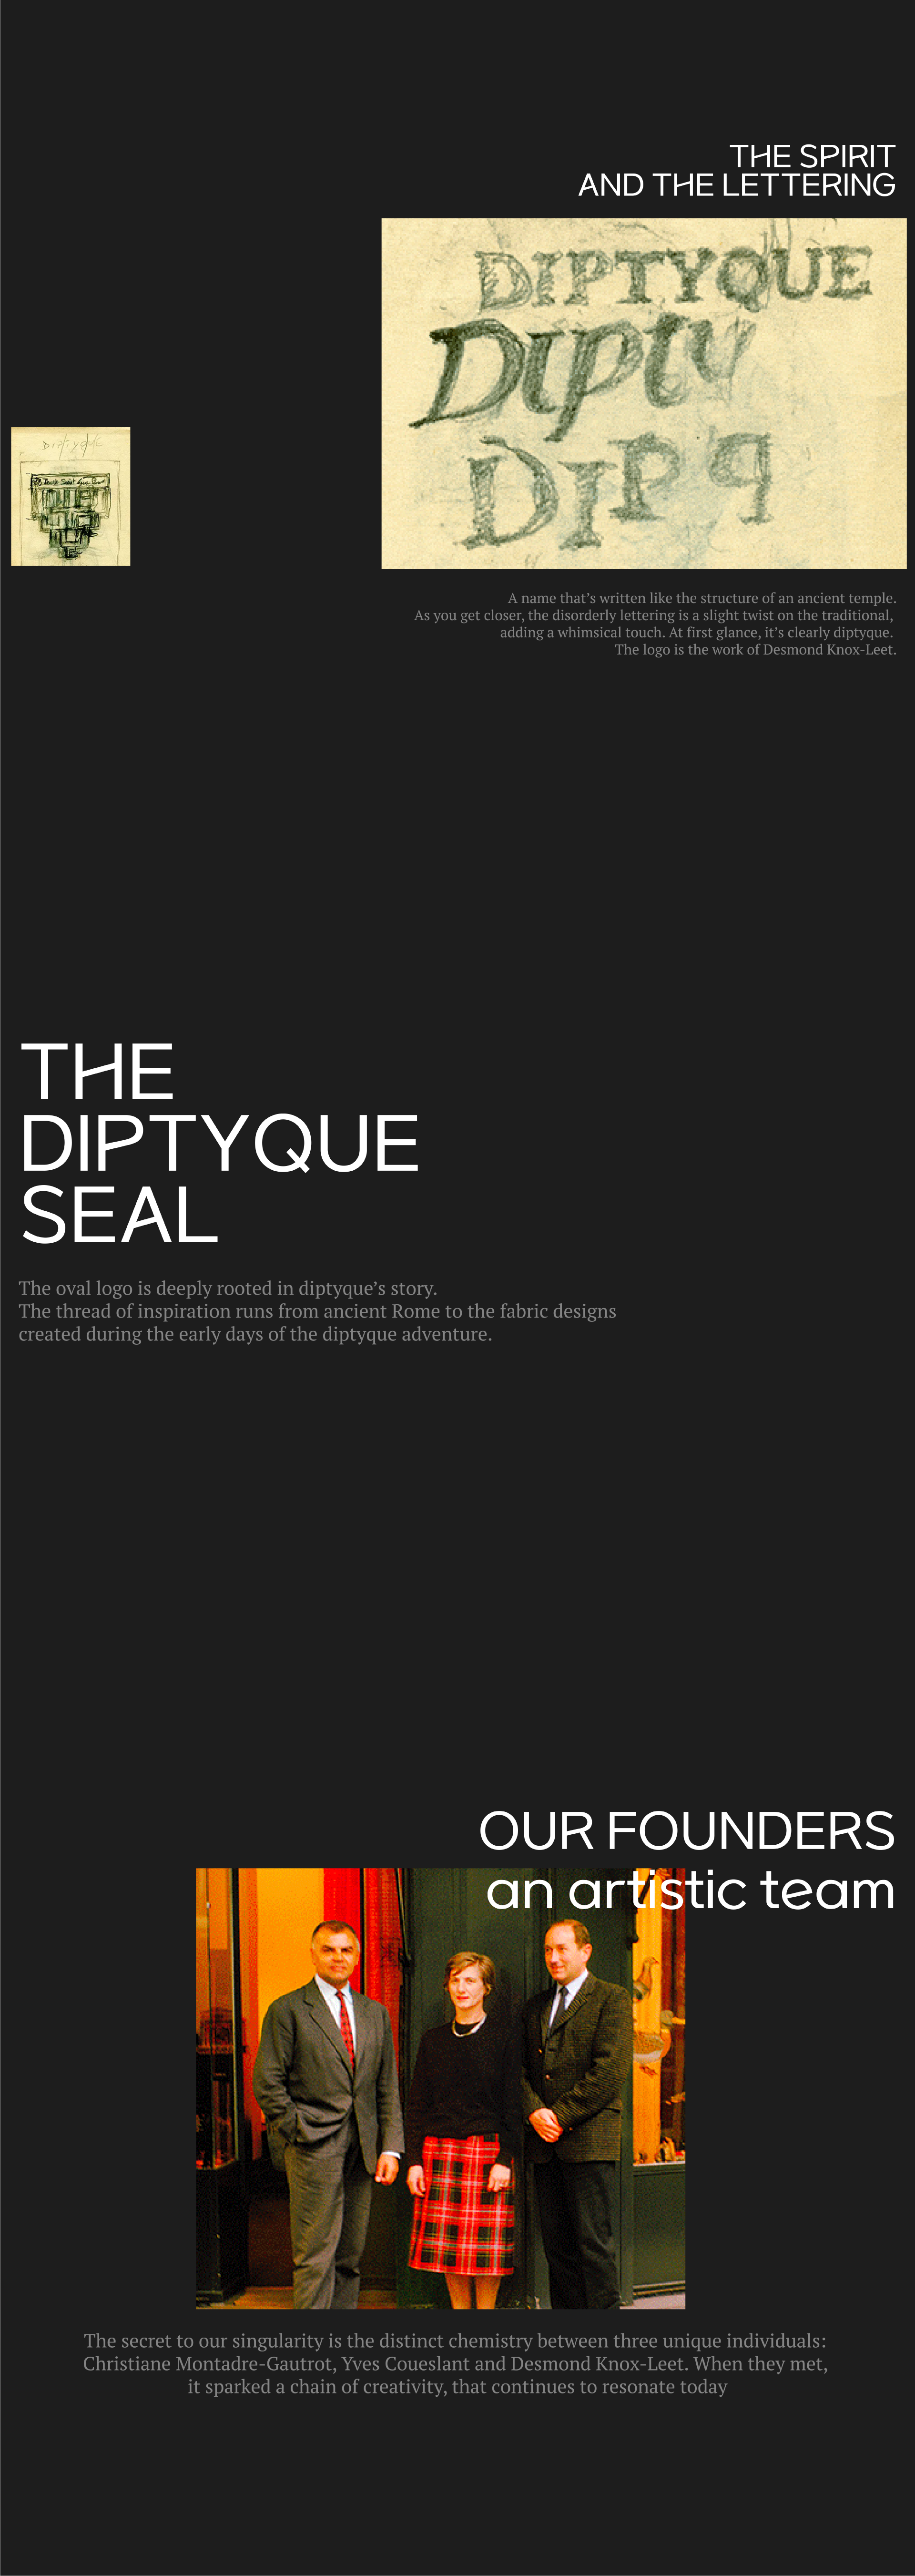 THE SPIRIT
AND THE LETTERING
DIPTYQUE
Dipty
DIPq
DIPTYQUE
A name that’s written like the structure of an ancient temple.
As you get closer, the disorderly lettering is a slight twist on the traditional,
adding a whimsical touch. At first glance, it’s clearly diptyque.
The logo is the work of Desmond Knox-Leet.
THE
DIPTYQUE
SEAL
The oval logo is deeply rooted in diptyque’s story.
The thread of inspiration runs from ancient Rome to the fabric designs
created during the early days of the diptyque adventure.
OUR FOUNDERS
an artistic team
The secret to our singularity is the distinct chemistry between three unique individuals:
Christiane Montadre-Gautrot, Yves Coueslant and Desmond Knox-Leet. When they met,
it sparked a chain of creativity, that continues to resonate today